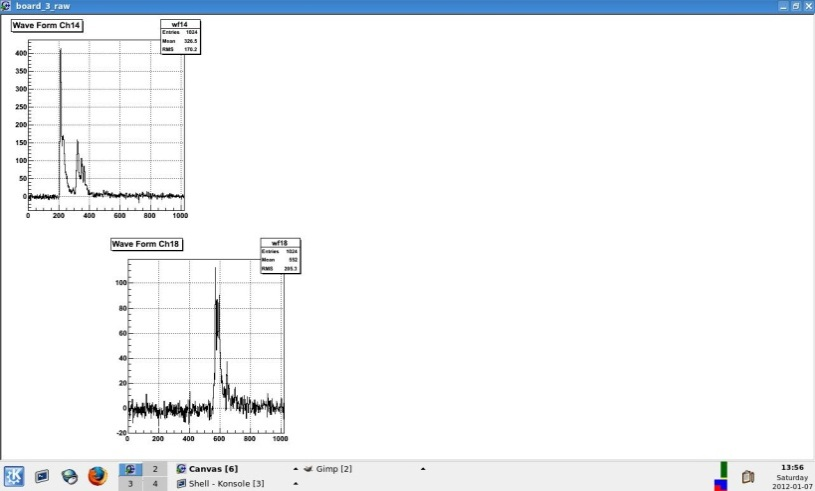 board_3_raw
Wave Form Ch14
wf14
Entries 1024
Mean 326.5
RMS 170.2
400
350
300
250
200
150
100
50
0
0 200 400 600 800 1000
Wave Form Ch18
wf18
Entries 1024
Mean 552
RMS 205.3
100
80
60
40
20
0
-20
0 200 400 600 800 1000
2 Canvas [6] Gimp [2]
3 4 Shell - Konsole [3]
13:56
Saturday
2012-01-07